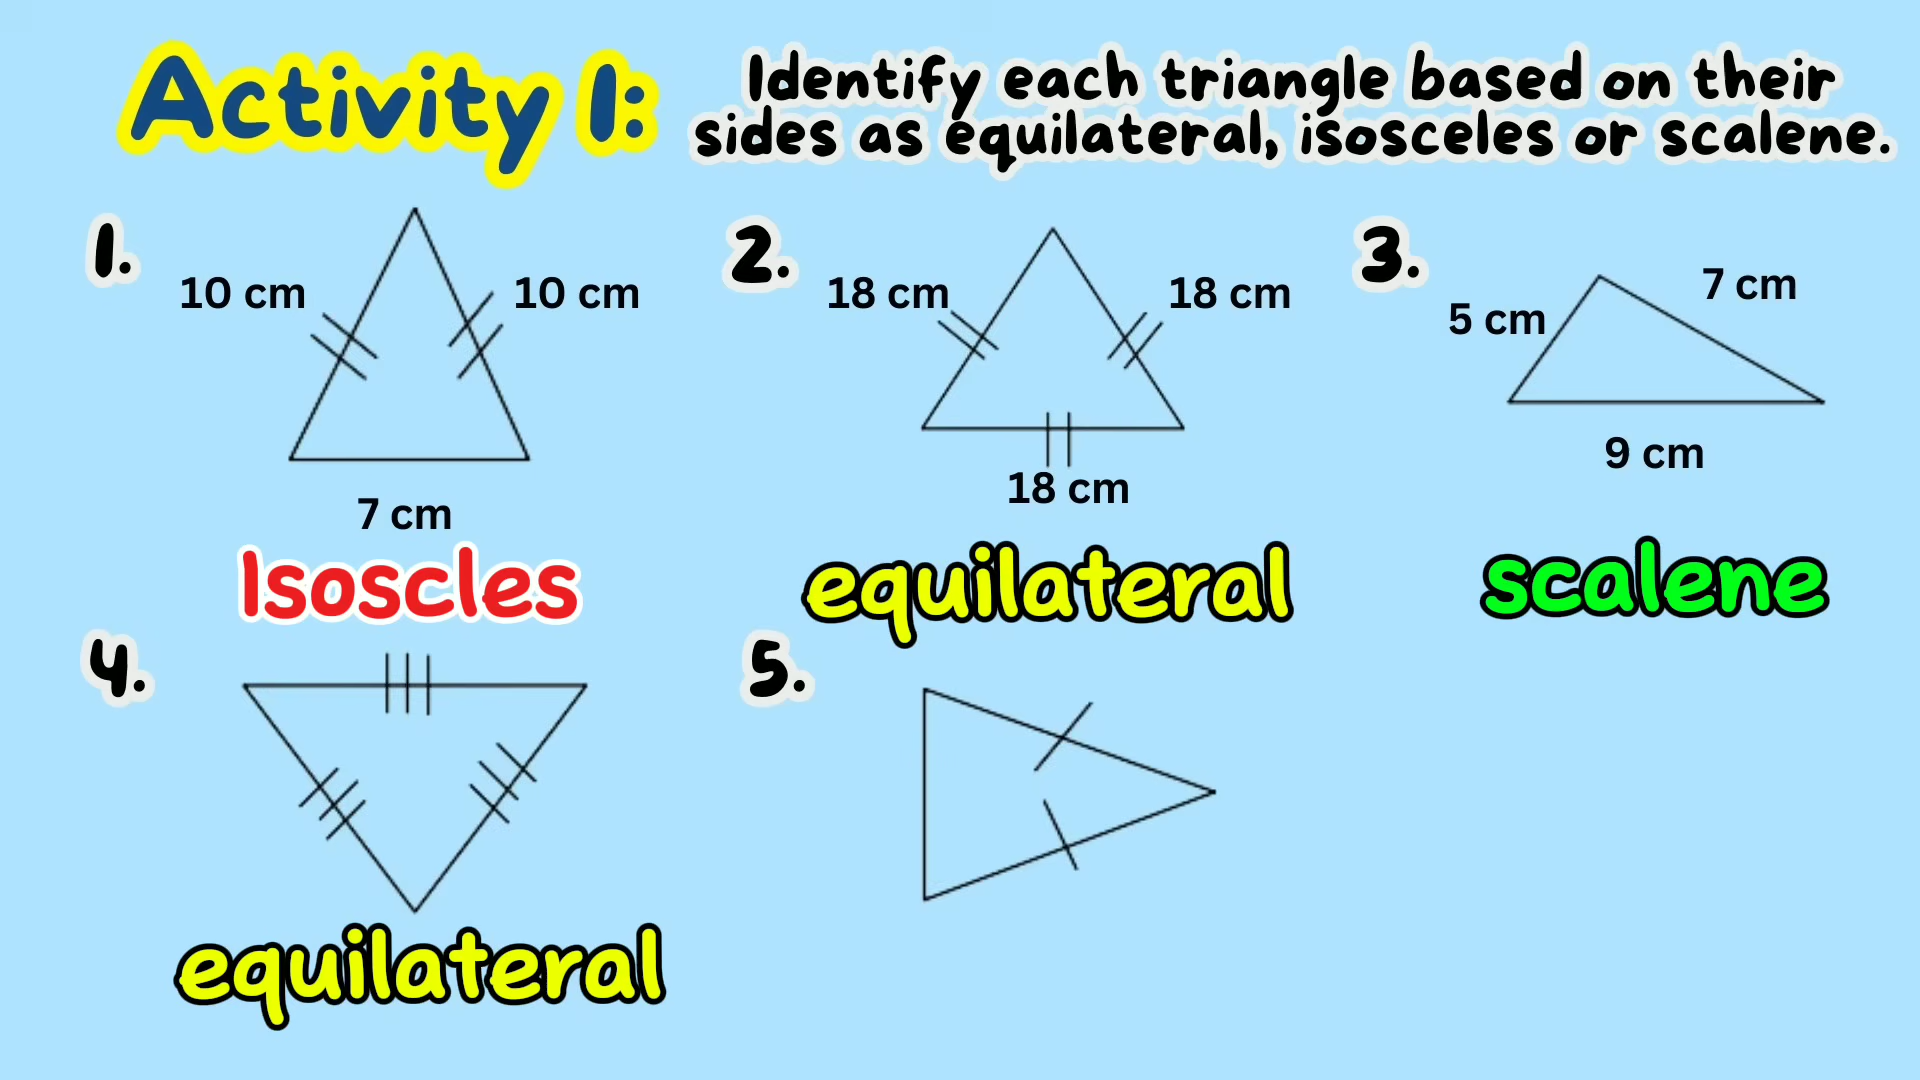 Activity 1:
Identify each triangle based on their
sides as equilateral, isosceles or scalene.
1.
10 cm
10 cm
7 cm
Isoscles
2.
18 cm
18 cm
18 cm
equilateral
3.
5 cm
7 cm
9 cm
scalene
4.
equilateral
5.